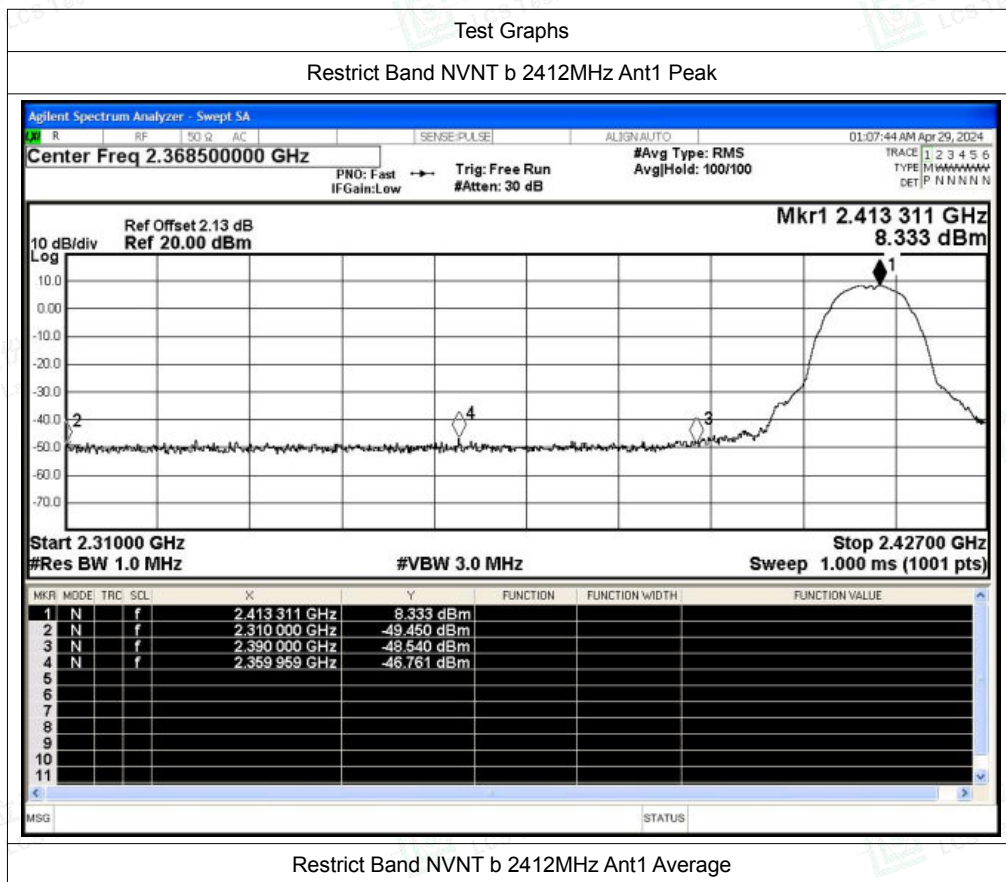 Test Graphs
Restrict Band NVNT b 2412MHz Ant1 Peak
Agilent Spectrum Analyzer - Swept SA
R RF 50 Ω AC SENSE:PULSE ALIGN AUTO 01:07:44 AM Apr 29, 2024
Center Freq 2.368500000 GHz #Avg Type: RMS TRACE 1 2 3 4 5 6
PNO: Fast Trig: Free Run Avg|Hold: 100/100 TYPE M WWWWW
IFGain:Low #Atten: 30 dB DET P N N N N N
Ref Offset 2.13 dB Mkr1 2.413 311 GHz
10 dB/div Ref 20.00 dBm 8.333 dBm
Log
1
10.0
0.00
-10.0
-20.0
-30.0
-40.0 2 4 3
-50.0
-60.0
-70.0
Start 2.31000 GHz Stop 2.42700 GHz
#Res BW 1.0 MHz #VBW 3.0 MHz Sweep 1.000 ms (1001 pts)
MKR MODE TRC SCL X Y FUNCTION FUNCTION WIDTH FUNCTION VALUE
1 N f 2.413 311 GHz 8.333 dBm
2 N f 2.310 000 GHz -49.450 dBm
3 N f 2.390 000 GHz -48.540 dBm
4 N f 2.359 959 GHz -46.761 dBm
5
6
7
8
9
10
11
MSG STATUS
Restrict Band NVNT b 2412MHz Ant1 Average